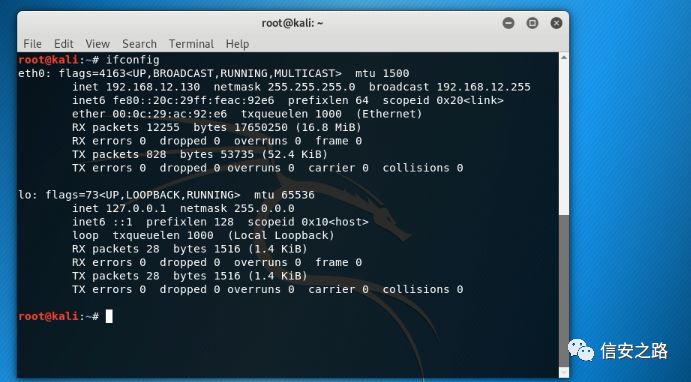 root@kali: ~
File Edit View Search Terminal Help
root@kali:~# ifconfig
eth0: flags=4163<UP,BROADCAST,RUNNING,MULTICAST>  mtu 1500
        inet 192.168.12.130  netmask 255.255.255.0  broadcast 192.168.12.255
        inet6 fe80::20c:29ff:feac:92e6  prefixlen 64  scopeid 0x20<link>
        ether 00:0c:29:ac:92:e6  txqueuelen 1000  (Ethernet)
        RX packets 12255  bytes 17650250 (16.8 MiB)
        RX errors 0  dropped 0  overruns 0  frame 0
        TX packets 828  bytes 53735 (52.4 KiB)
        TX errors 0  dropped 0 overruns 0  carrier 0  collisions 0
lo: flags=73<UP,LOOPBACK,RUNNING>  mtu 65536
        inet 127.0.0.1  netmask 255.0.0.0
        inet6 ::1  prefixlen 128  scopeid 0x10<host>
        loop  txqueuelen 1000  (Local Loopback)
        RX packets 28  bytes 1516 (1.4 KiB)
        RX errors 0  dropped 0  overruns 0  frame 0
        TX packets 28  bytes 1516 (1.4 KiB)
        TX errors 0  dropped 0 overruns 0  carrier 0  collisions 0
root@kali:~#
信安之路